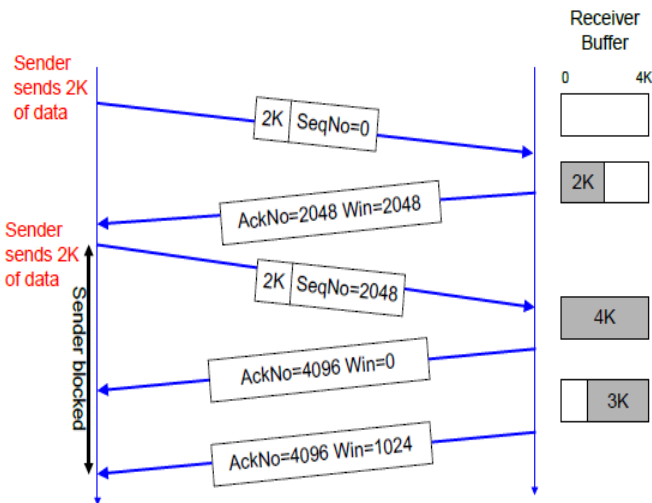 Receiver
Buffer
0 4K
Sender
sends 2K
of data
2K SeqNo=0
2K
AckNo=2048 Win=2048
Sender
sends 2K
of data
2K SeqNo=2048
4K
Sender blocked
AckNo=4096 Win=0
3K
AckNo=4096 Win=1024